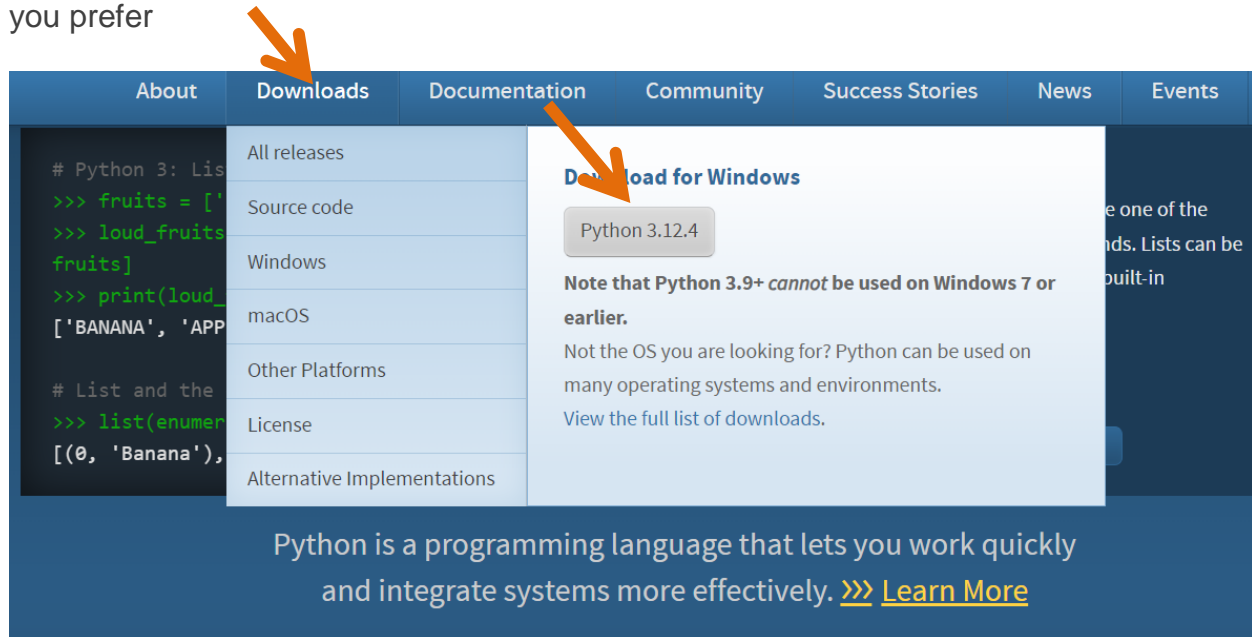 you prefer
About Downloads Documentation Community Success Stories News Events
# Python 3: Lis
>>> fruits = ['
>>> loud_fruits
fruits]
>>> print(loud_
['BANANA', 'APP
# List and the
>>> list(enumer
[(0, 'Banana'),
All releases
Source code
Windows
macOS
Other Platforms
License
Alternative Implementations
Download for Windows
Python 3.12.4
Note that Python 3.9+ cannot be used on Windows 7 or
earlier.
Not the OS you are looking for? Python can be used on
many operating systems and environments.
View the full list of downloads.
e one of the
nds. Lists can be
built-in
Python is a programming language that lets you work quickly
and integrate systems more effectively. >>> Learn More